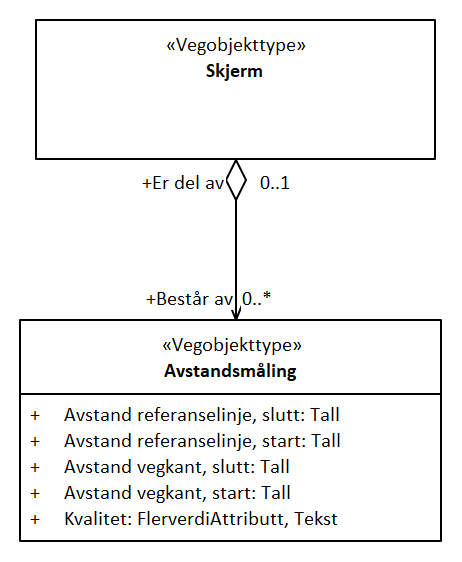 «Vegobjekttype»
Skjerm
+Er del av 0..1
+Består av 0..*
«Vegobjekttype»
Avstandsmåling
+ Avstand referanselinje, slutt: Tall
+ Avstand referanselinje, start: Tall
+ Avstand vegkant, slutt: Tall
+ Avstand vegkant, start: Tall
+ Kvalitet: FlerverdiAttributt, Tekst